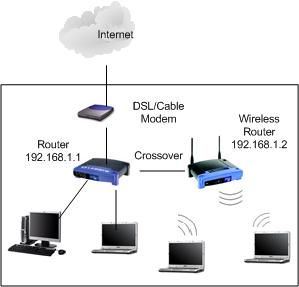 Internet
DSL/Cable
Modem
Wireless
Router
192.168.1.2
Router
192.168.1.1
Crossover